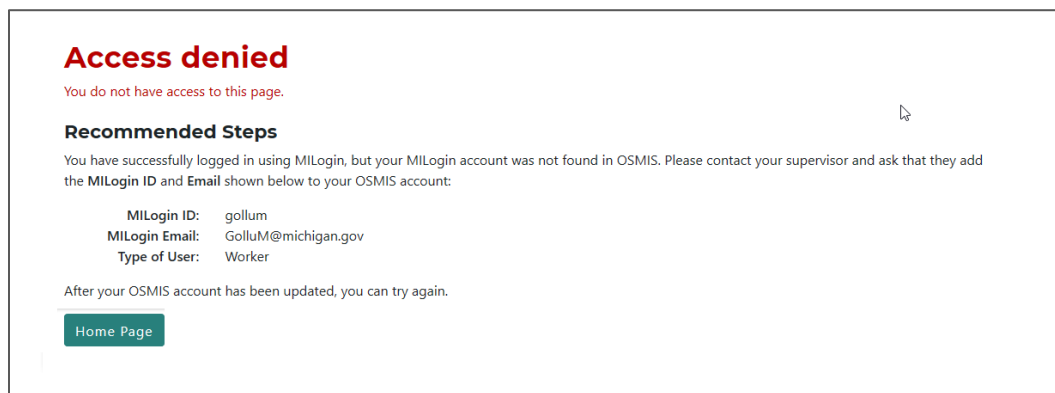 Access denied
You do not have access to this page.
Recommended Steps
You have successfully logged in using MILogin, but your MILogin account was not found in OSMIS. Please contact your supervisor and ask that they add
the MILogin ID and Email shown below to your OSMIS account:
MILogin ID: gollum
MILogin Email: GolluM@michigan.gov
Type of User: Worker
After your OSMIS account has been updated, you can try again.
Home Page